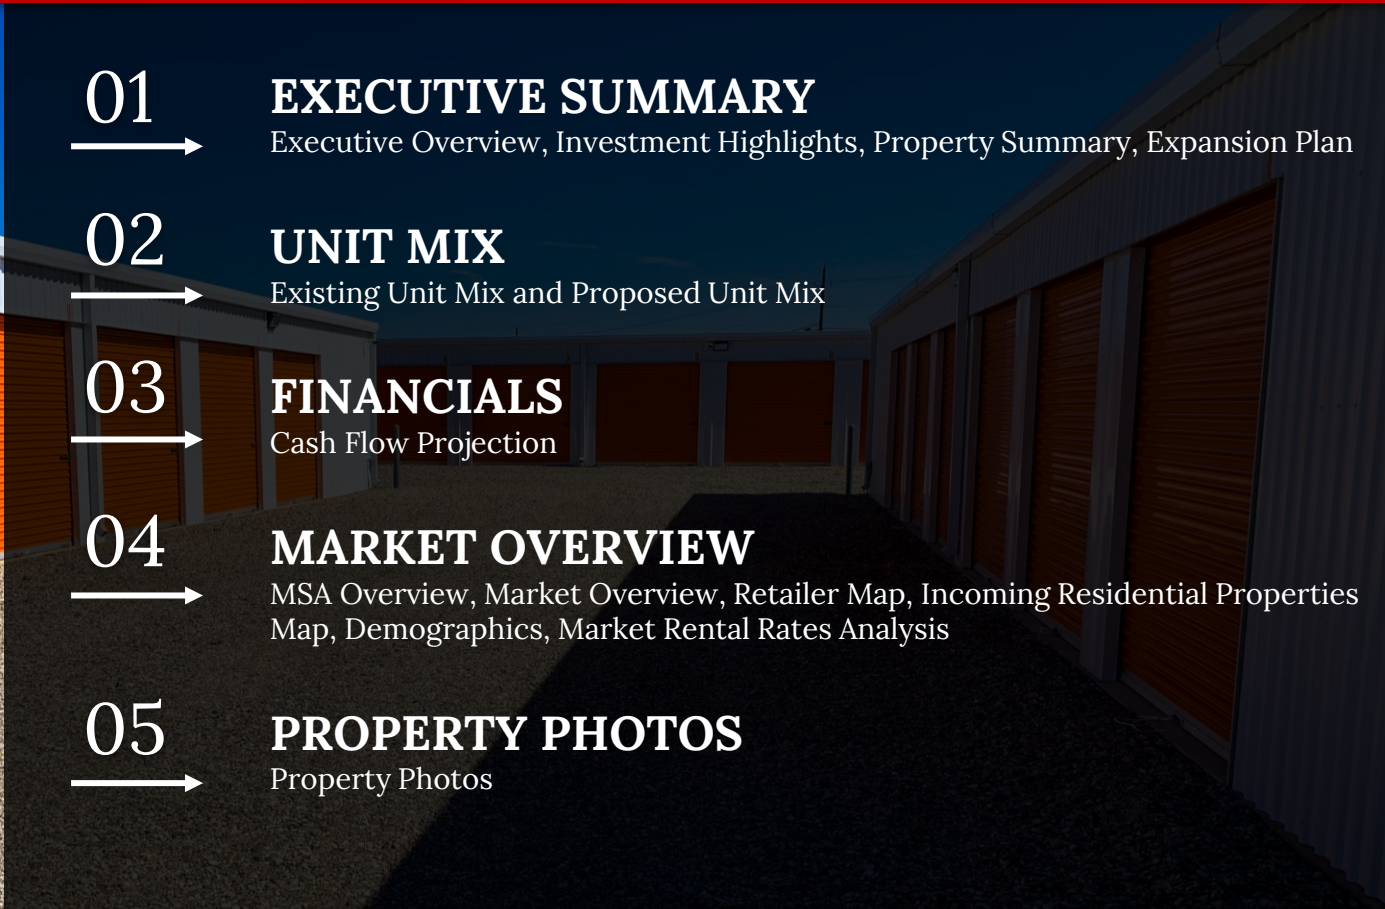 01
EXECUTIVE SUMMARY
Executive Overview, Investment Highlights, Property Summary, Expansion Plan
02
UNIT MIX
Existing Unit Mix and Proposed Unit Mix
03
FINANCIALS
Cash Flow Projection
04
MARKET OVERVIEW
MSA Overview, Market Overview, Retailer Map, Incoming Residential Properties
Map, Demographics, Market Rental Rates Analysis
05
PROPERTY PHOTOS
Property Photos